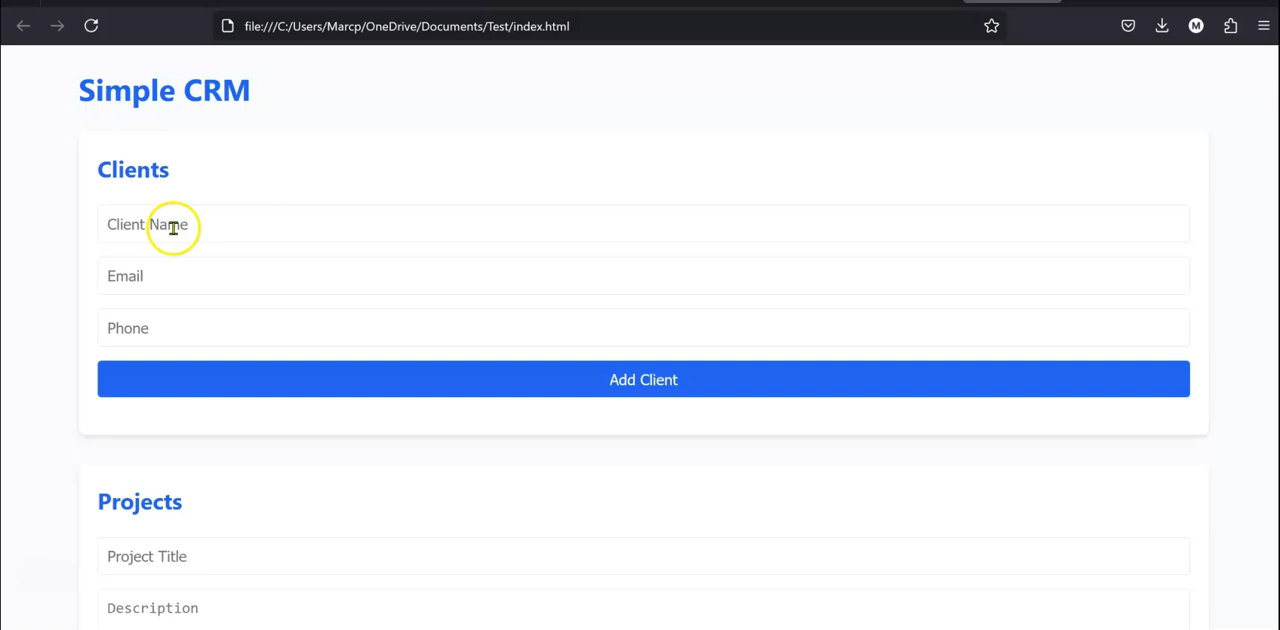 file:///C:/Users/Marcp/OneDrive/Documents/Test/index.html
M
Simple CRM
Clients
Client Name
Email
Phone
Add Client
Projects
Project Title
Description